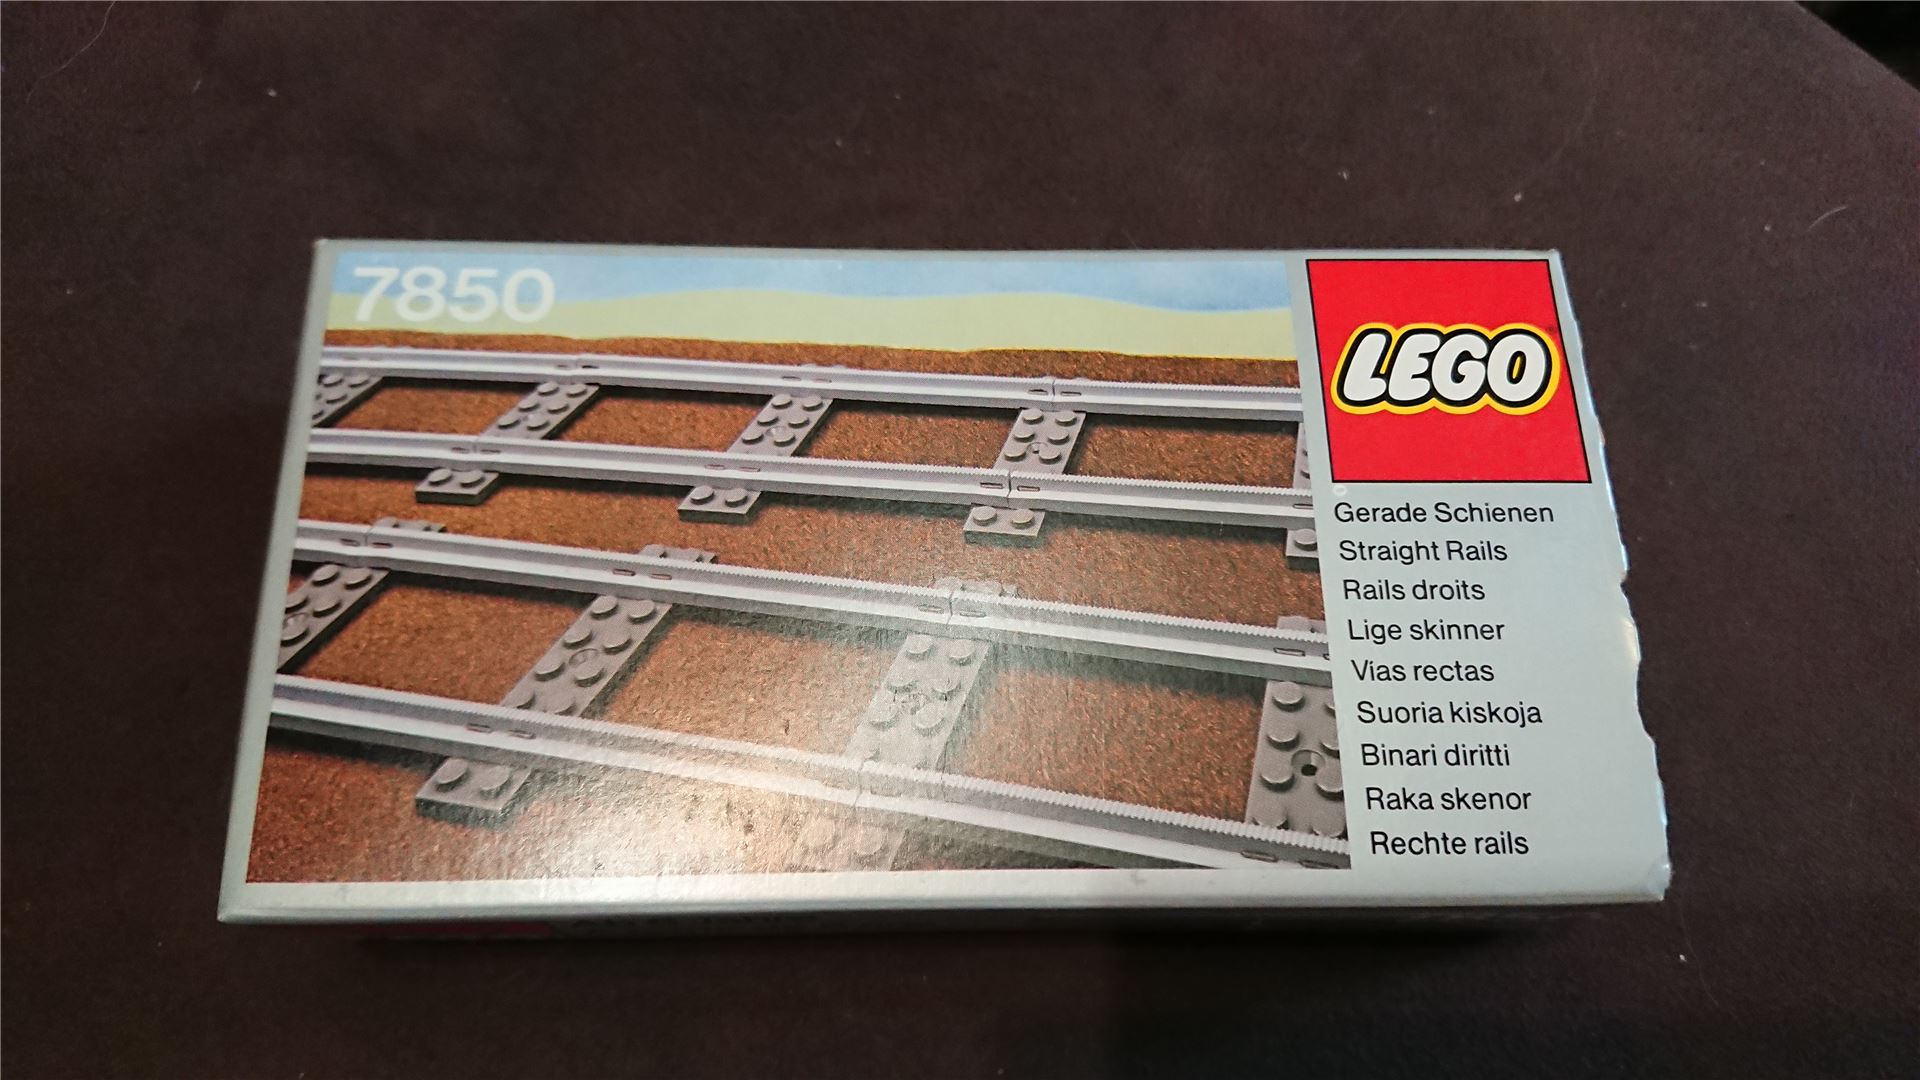 7850
LEGO
Gerade Schienen
Straight Rails
Rails droits
Lige skinner
Vias rectas
Suoria kiskoja
Binari diritti
Raka skenor
Rechte rails